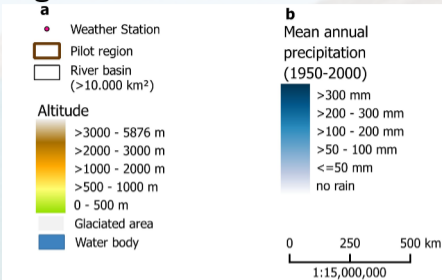 a
Weather Station
Pilot region
River basin
(>10.000 km²)
Altitude
>3000 - 5876 m
>2000 - 3000 m
>1000 - 2000 m
>500 - 1000 m
0 - 500 m
Glaciated area
Water body
b
Mean annual
precipitation
(1950-2000)
>300 mm
>200 - 300 mm
>100 - 200 mm
>50 - 100 mm
<=50 mm
no rain
0 250 500 km
1:15,000,000